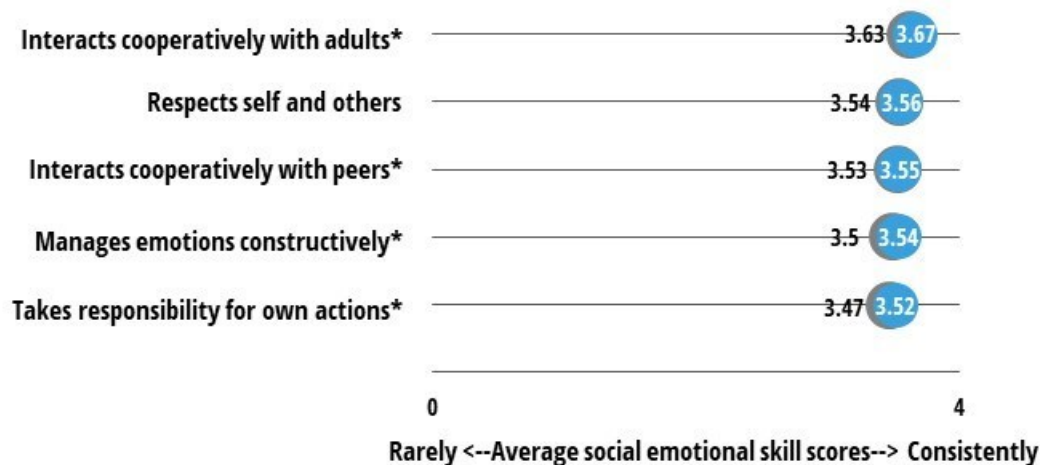 Interacts cooperatively with adults* 3.63 3.67
Respects self and others 3.54 3.56
Interacts cooperatively with peers* 3.53 3.55
Manages emotions constructively* 3.5 3.54
Takes responsibility for own actions* 3.47 3.52
0 4
Rarely <--Average social emotional skill scores--> Consistently